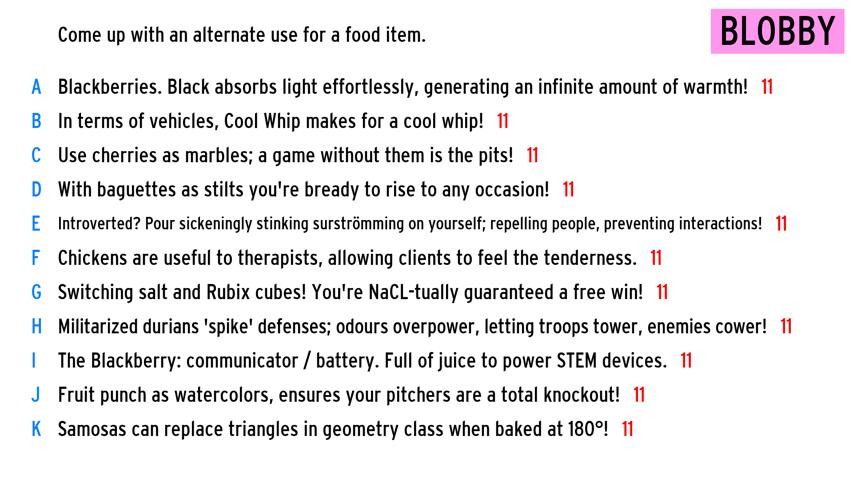 Come up with an alternate use for a food item.
BLOBBY
A Blackberries. Black absorbs light effortlessly, generating an infinite amount of warmth! 11
B In terms of vehicles, Cool Whip makes for a cool whip! 11
C Use cherries as marbles; a game without them is the pits! 11
D With baguettes as stilts you're bready to rise to any occasion! 11
E Introverted? Pour sickeningly stinking surströmming on yourself; repelling people, preventing interactions! 11
F Chickens are useful to therapists, allowing clients to feel the tenderness. 11
G Switching salt and Rubix cubes! You're NaCL-tually guaranteed a free win! 11
H Militarized durians 'spike' defenses; odours overpower, letting troops tower, enemies cower! 11
I The Blackberry: communicator / battery. Full of juice to power STEM devices. 11
J Fruit punch as watercolors, ensures your pitchers are a total knockout! 11
K Samosas can replace triangles in geometry class when baked at 180°! 11